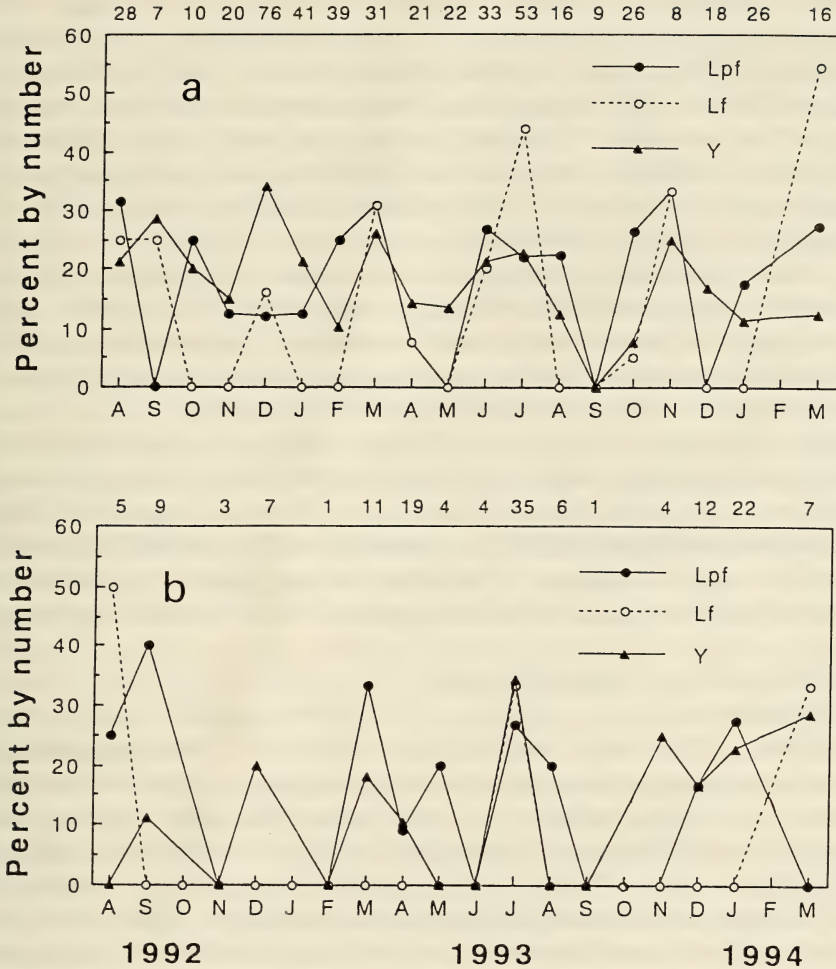 28 7 10 20 76 41 39 31 21 22 33 53 16 9 26 8 18 26 16
60
50
40
30
20
10
0
Percent by number
a
Lpf
Lf
Y
A S O N D J F M A M J J A S O N D J F M
5 9 3 7 1 11 19 4 4 35 6 1 4 12 22 7
60
50
40
30
20
10
0
Percent by number
b
Lpf
Lf
Y
A S O N D J F M A M J J A S O N D J F M
1992 1993 1994